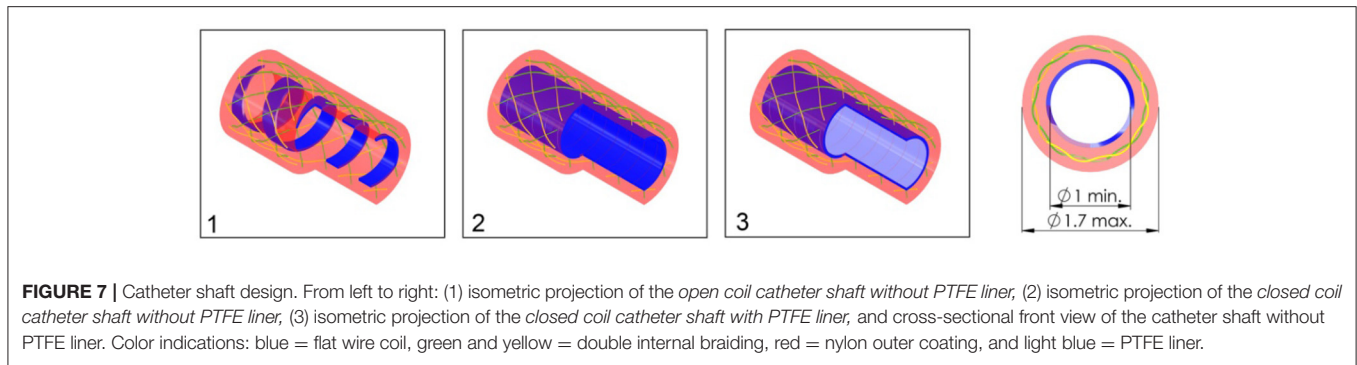 1
2
3
Ø1 min.
Ø1.7 max.
FIGURE 7 | Catheter shaft design. From left to right: (1) isometric projection of the open coil catheter shaft without PTFE liner, (2) isometric projection of the closed coil
catheter shaft without PTFE liner, (3) isometric projection of the closed coil catheter shaft with PTFE liner, and cross-sectional front view of the catheter shaft without
PTFE liner. Color indications: blue = flat wire coil, green and yellow = double internal braiding, red = nylon outer coating, and light blue = PTFE liner.